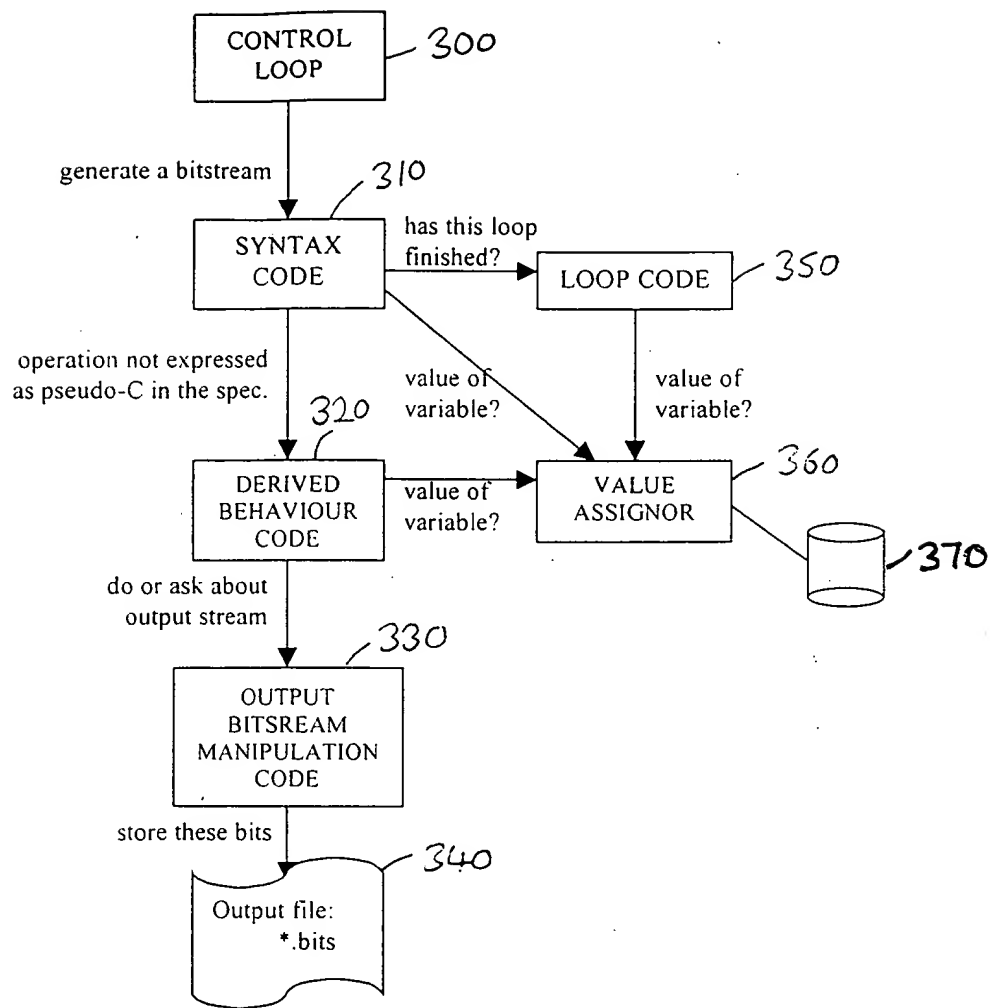 CONTROL
LOOP
300
generate a bitstream
310
SYNTAX
CODE
has this loop
finished?
LOOP CODE
350
operation not expressed
as pseudo-C in the spec.
value of
variable?
value of
variable?
320
DERIVED
BEHAVIOUR
CODE
value of
variable?
VALUE
ASSIGNOR
360
370
do or ask about
output stream
330
OUTPUT
BITSREAM
MANIPULATION
CODE
store these bits
340
Output file:
*.bits